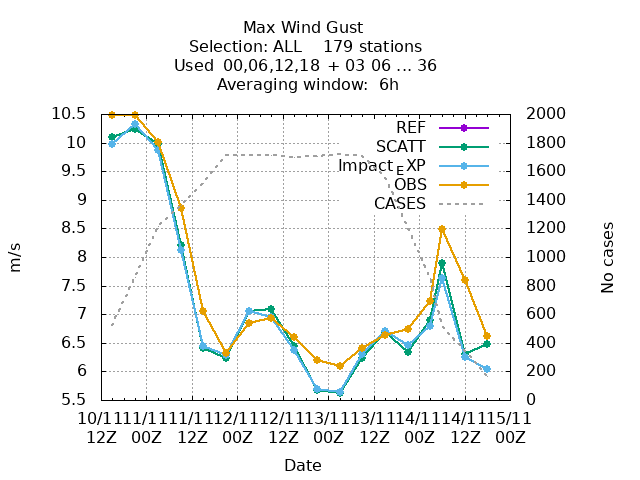 Max Wind Gust
Selection: ALL 179 stations
Used 00,06,12,18 + 03 06 ... 36
Averaging window: 6h
10.5
10
9.5
9
8.5
8
7.5
7
6.5
6
5.5
m/s
2000
1800
1600
1400
1200
1000
800
600
400
200
0
No cases
REF
SCATT
Impact_EXP
OBS
CASES
10/11 11/11 11/11 12/11 12/11 13/11 13/11 14/11 14/11 15/11
12Z 00Z 12Z 00Z 12Z 00Z 12Z 00Z 12Z 00Z
Date